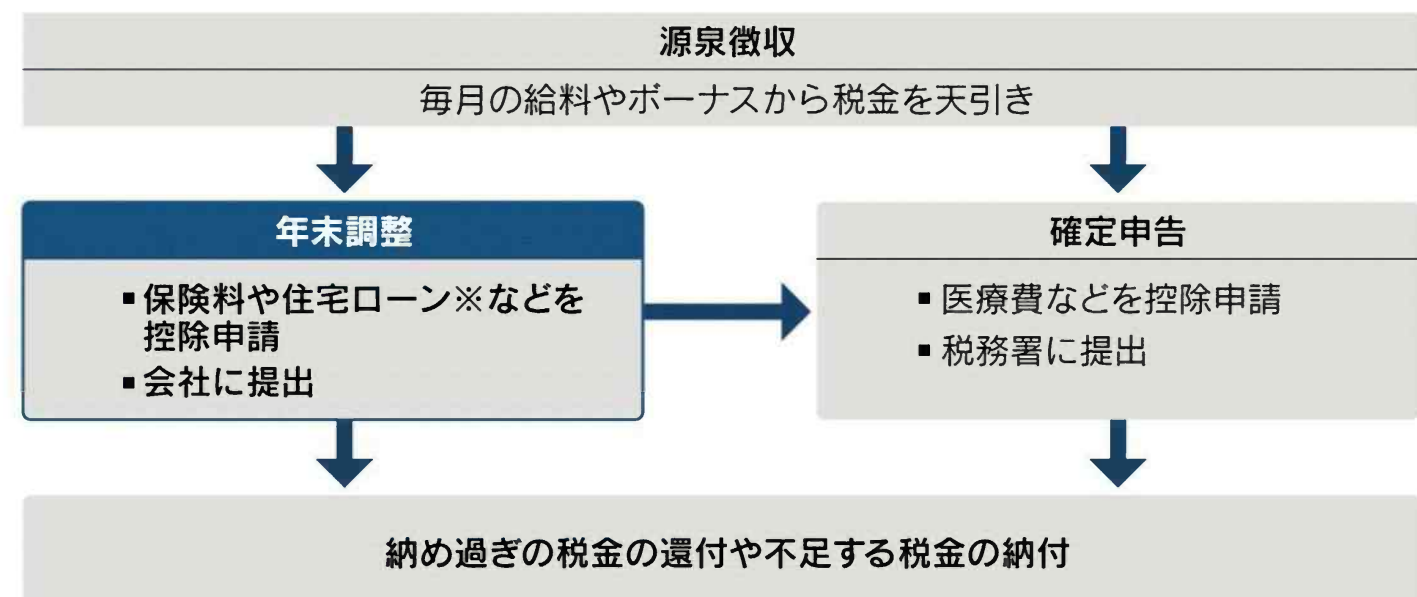 源泉徴収
毎月の給料やボーナスから税金を天引き
年末調整
▪保険料や住宅ローン※などを
控除申請
▪会社に提出
確定申告
▪医療費などを控除申請
▪税務署に提出
納め過ぎの税金の還付や不足する税金の納付